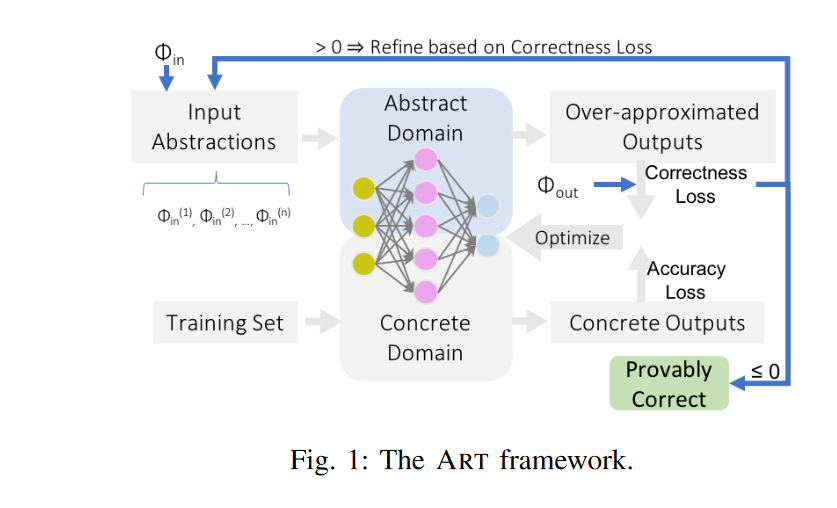 > 0 ⇒ Refine based on Correctness Loss
Φin
Input
Abstractions
Abstract
Domain
Over-approximated
Outputs
Φin(1), Φin(2), ..., Φin(n)
Φout
Correctness
Loss
Optimize
Accuracy
Loss
Training Set
Concrete
Domain
Concrete Outputs
Provably
Correct
≤ 0
Fig. 1: The ART framework.